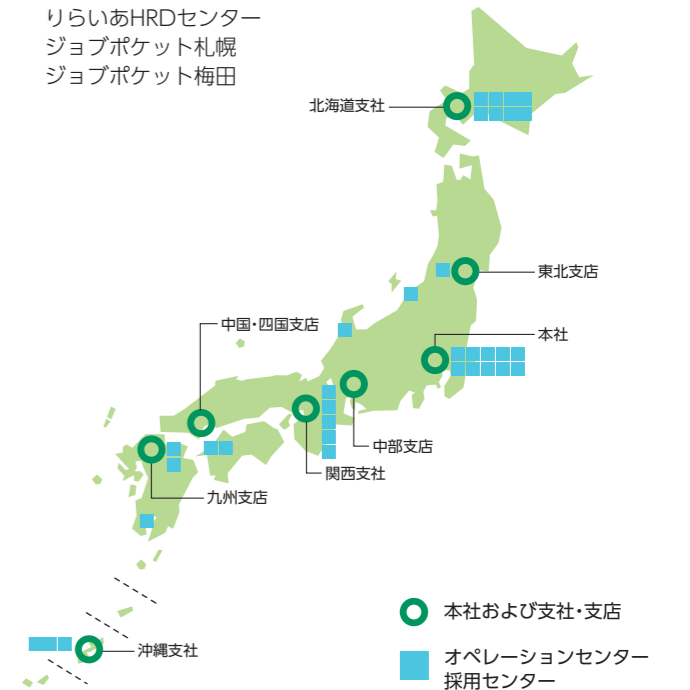 りらいあHRDセンター
ジョブポケット札幌
ジョブポケット梅田
北海道支社
東北支店
中国・四国支店
本社
中部支店
関西支社
九州支店
沖縄支社
本社および支社・支店
オペレーションセンター
採用センター